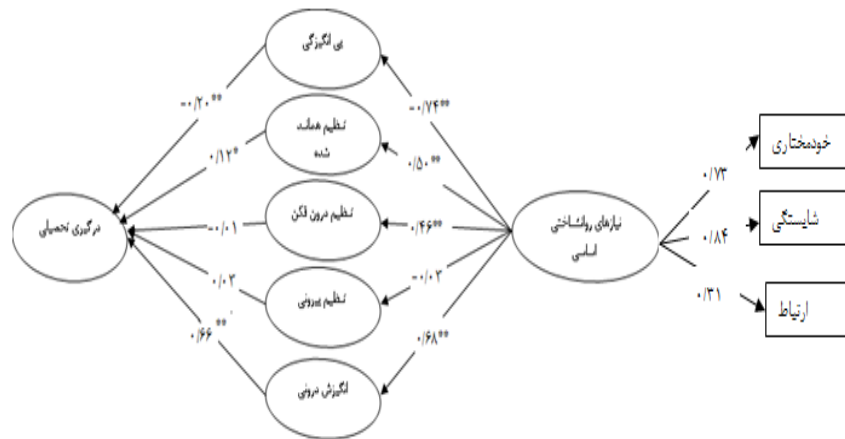 بی انگیزگی
-۰/۲۰**
-۰/۷۴**
تنظیم همانند
شده
خودمختاری
۰/۱۲*
۰/۵۰**
۰/۷۳
درگیری تحصیلی
-۰/۰۱
تنظیم درون فکن
۰/۴۶**
نیازهای روانشناختی
اساسی
۰/۸۴
شایستگی
۰/۰۳
تنظیم بیرونی
-۰/۰۳
۰/۳۱
ارتباط
۰/۶۶**
۰/۶۸**
انگیزش درونی